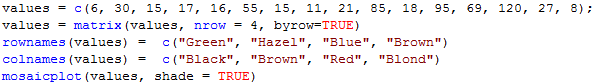 values = c(6, 30, 15, 17, 16, 55, 15, 11, 21, 85, 18, 95, 69, 120, 27, 8);
values = matrix(values, nrow = 4, byrow=TRUE)
rownames(values) = c("Green", "Hazel", "Blue", "Brown")
colnames(values) = c("Black", "Brown", "Red", "Blond")
mosaicplot(values, shade = TRUE)